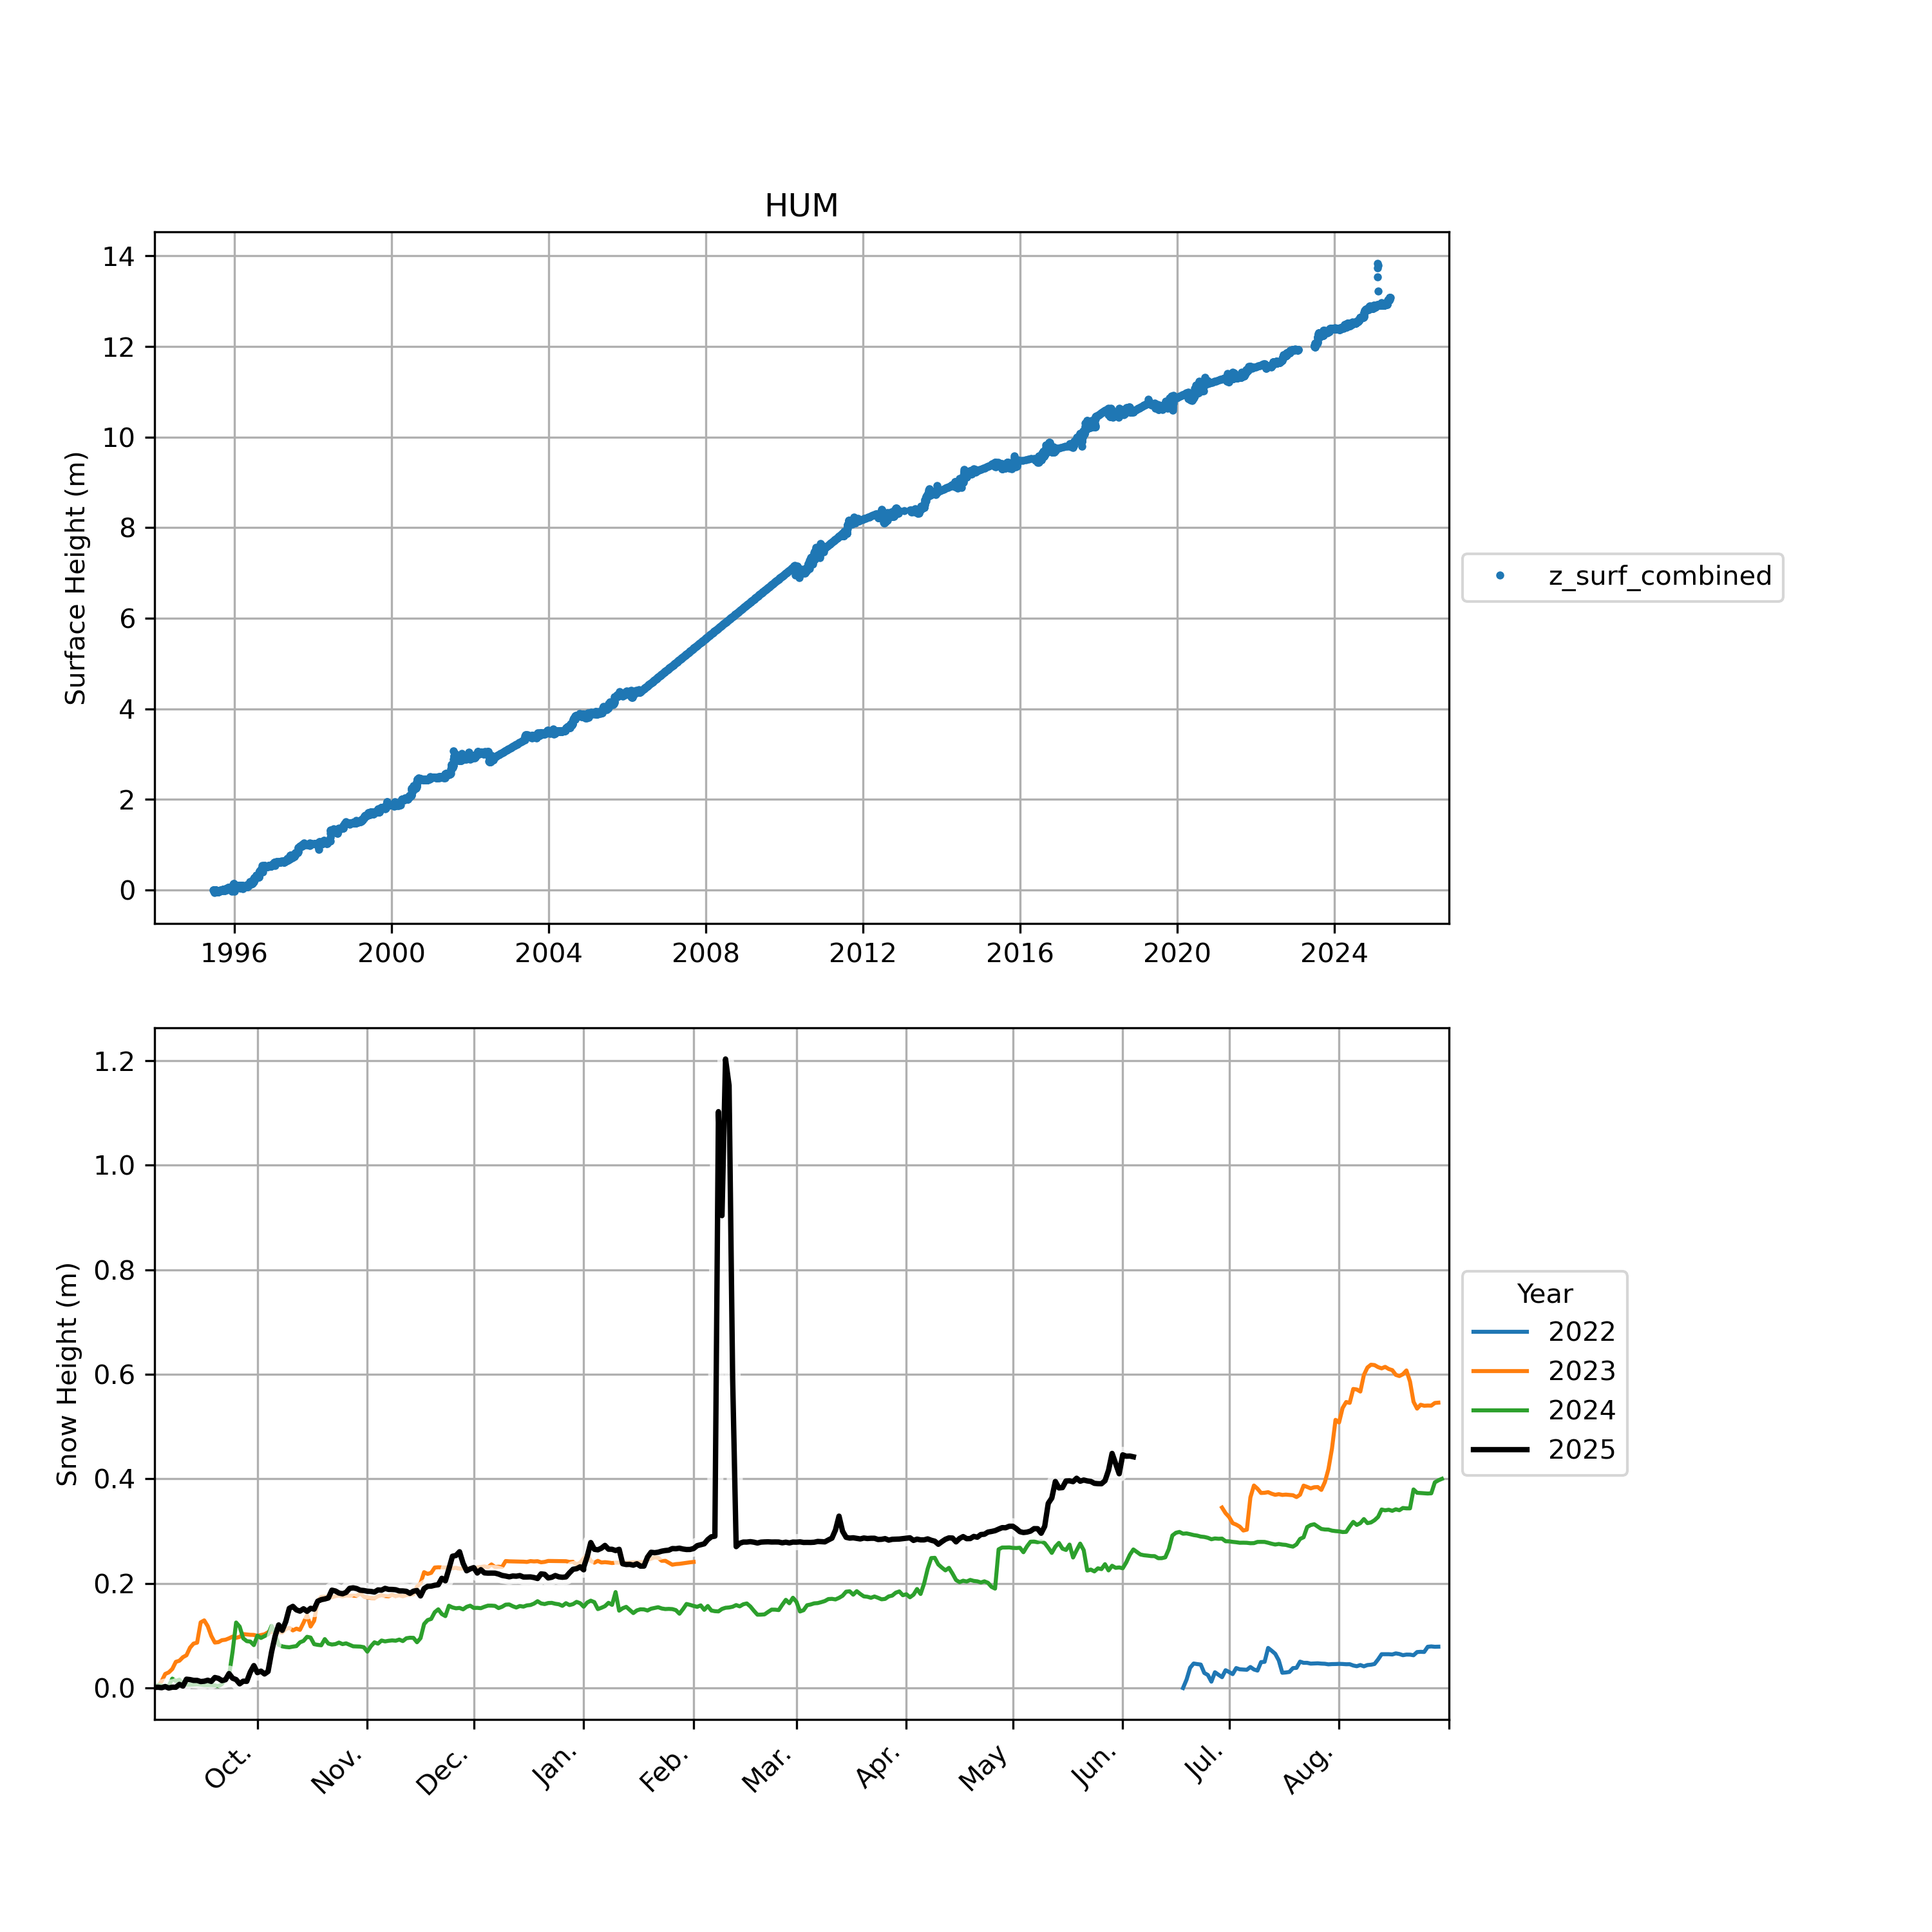 HUM
14
12
10
8
6
4
2
0
Surface Height (m)
1996 2000 2004 2008 2012 2016 2020 2024
z_surf_combined
1.2
1.0
0.8
0.6
0.4
0.2
0.0
Snow Height (m)
Oct. Nov. Dec. Jan. Feb. Mar. Apr. May Jun. Jul. Aug.
Year
2022
2023
2024
2025